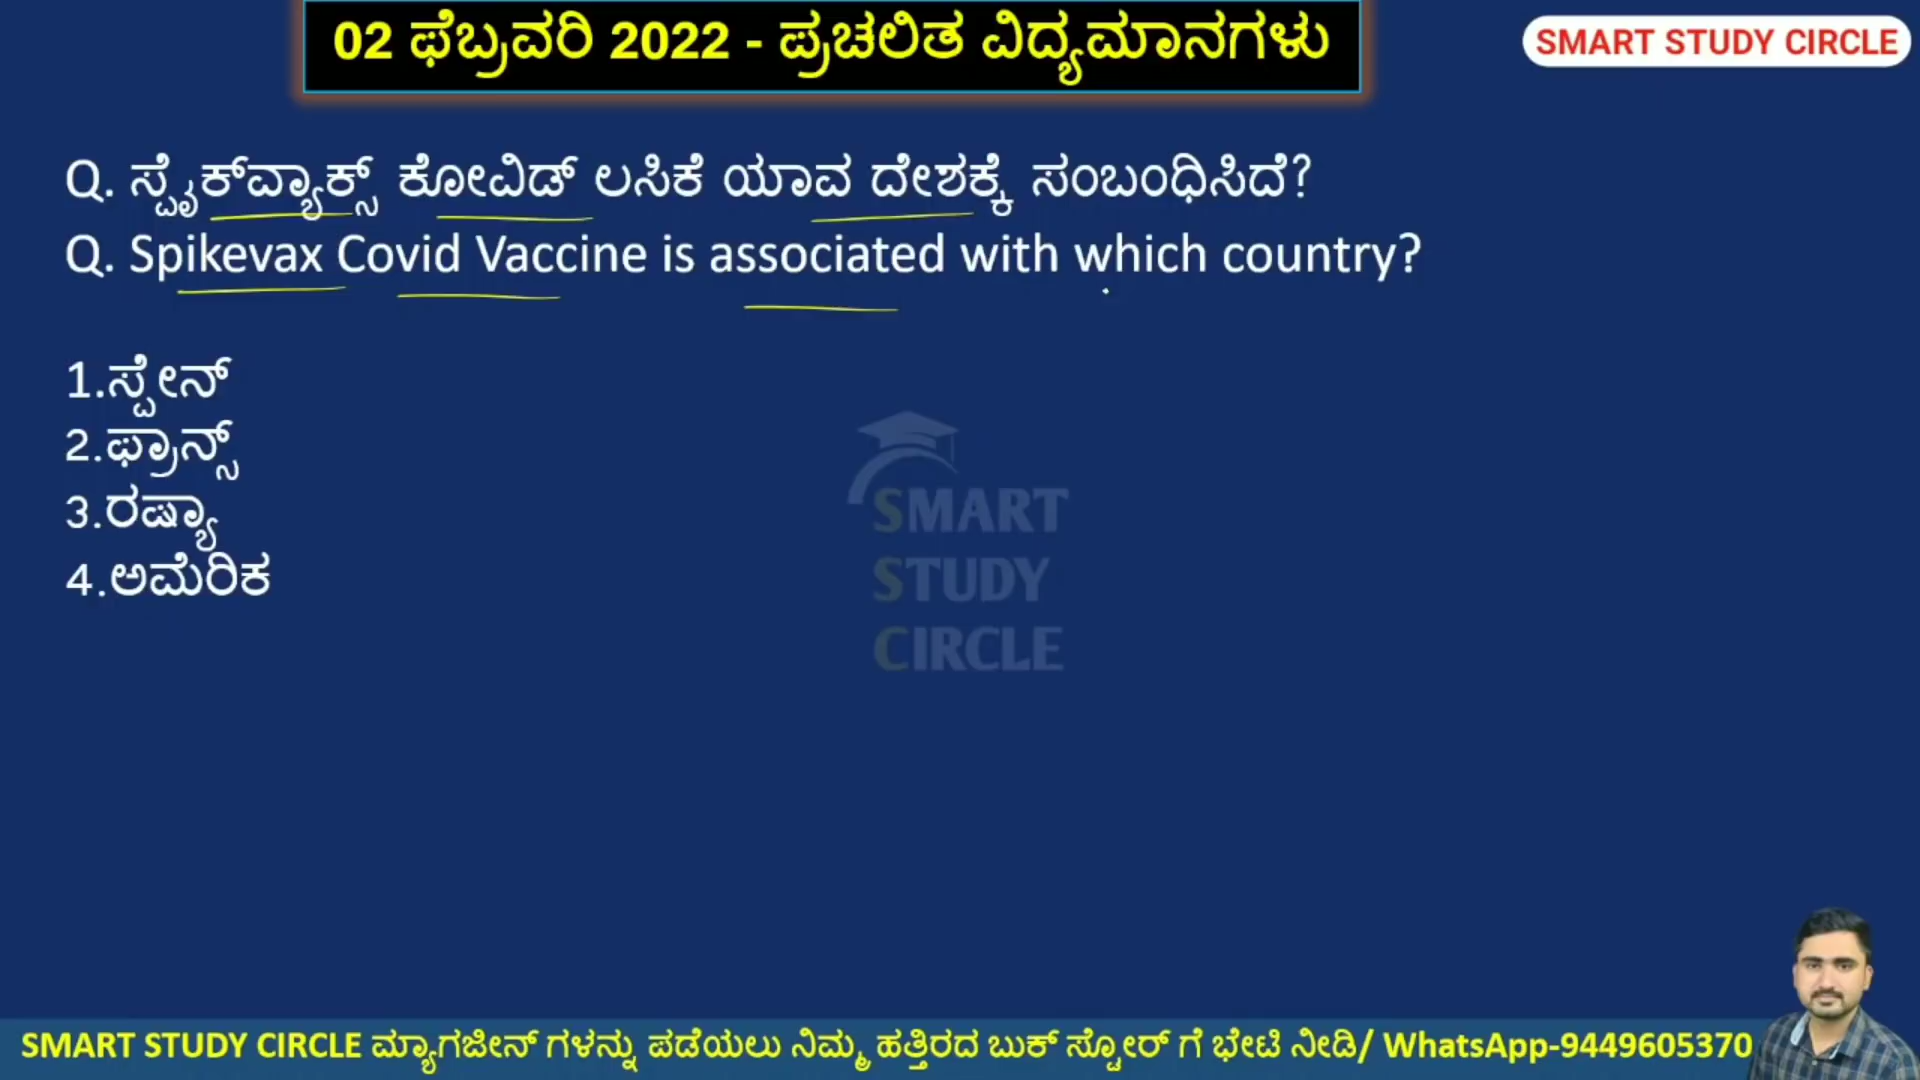 02 ಫೆಬ್ರವರಿ 2022 - ಪ್ರಚಲಿತ ವಿದ್ಯಮಾನಗಳು
SMART STUDY CIRCLE
Q. ಸ್ಪೈಕ್‌ವ್ಯಾಕ್ಸ್ ಕೋವಿಡ್ ಲಸಿಕೆ ಯಾವ ದೇಶಕ್ಕೆ ಸಂಬಂಧಿಸಿದೆ?
Q. Spikevax Covid Vaccine is associated with which country?
1.ಸ್ಪೇನ್
2.ಫ್ರಾನ್ಸ್
3.ರಷ್ಯಾ
4.ಅಮೆರಿಕ
SMART
STUDY
CIRCLE
SMART STUDY CIRCLE ಮ್ಯಾಗಜೀನ್ ಗಳನ್ನು ಪಡೆಯಲು ನಿಮ್ಮ ಹತ್ತಿರದ ಬುಕ್ ಸ್ಟೋರ್ ಗೆ ಭೇಟಿ ನೀಡಿ/ WhatsApp-9449605370